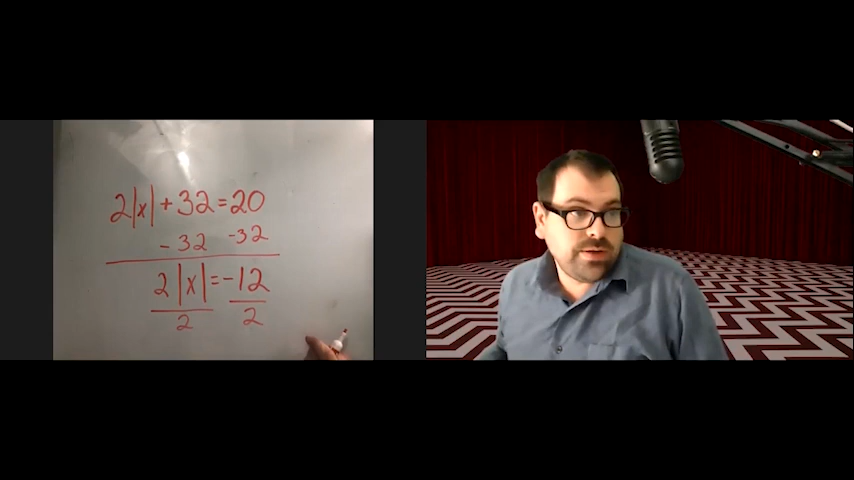 2|x| + 32 = 20
- 32 -32
2|x| = -12
2 2